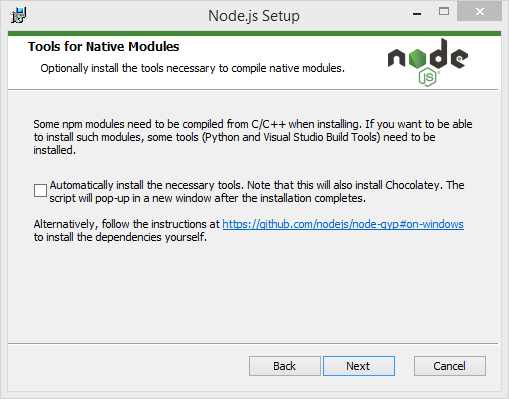 Node.js Setup
Tools for Native Modules
Optionally install the tools necessary to compile native modules.
node
JS
Some npm modules need to be compiled from C/C++ when installing. If you want to be able
to install such modules, some tools (Python and Visual Studio Build Tools) need to be
installed.
Automatically install the necessary tools. Note that this will also install Chocolatey. The
script will pop-up in a new window after the installation completes.
Alternatively, follow the instructions at https://github.com/nodejs/node-gyp#on-windows
to install the dependencies yourself.
Back
Next
Cancel